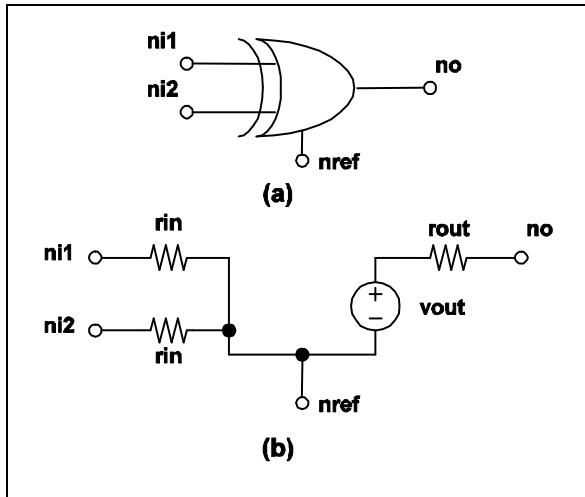 ni1
no
ni2
nref
(a)
rin
rout
no
ni1
+
vout
−
ni2
rin
nref
(b)